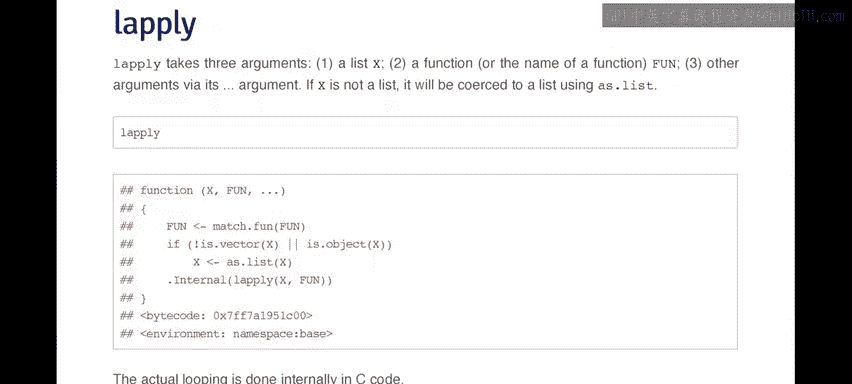 lapply
lapply takes three arguments: (1) a list X; (2) a function (or the name of a function) FUN; (3) other
arguments via its ... argument. If X is not a list, it will be coerced to a list using as.list.
lapply
## function (X, FUN, ...)
## {
##     FUN <- match.fun(FUN)
##     if (!is.vector(X) || is.object(X))
##         X <- as.list(X)
##     .Internal(lapply(X, FUN))
## }
## <bytecode: 0x7ff7a1951c00>
## <environment: namespace:base>
The actual looping is done internally in C code.